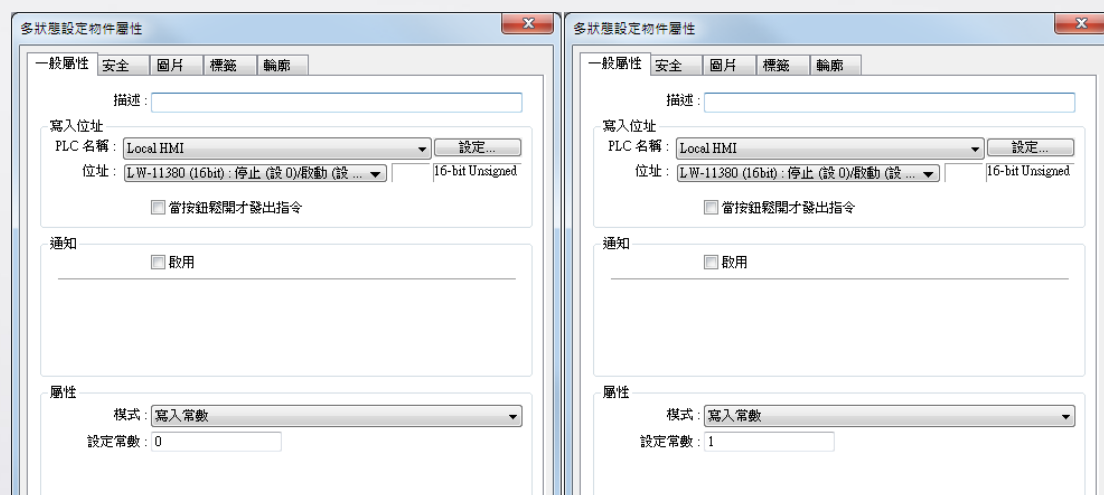 多狀態設定物件屬性
一般屬性 安全 圖片 標籤 輪廓
描述 :
寫入位址
PLC 名稱 : Local HMI 設定...
位址 : LW-11380 (16bit) : 停止 (設 0)/啟動 (設 ... 16-bit Unsigned
當按鈕鬆開才發出指令
通知
啟用
屬性
模式 : 寫入常數
設定常數 : 0
多狀態設定物件屬性
一般屬性 安全 圖片 標籤 輪廓
描述 :
寫入位址
PLC 名稱 : Local HMI 設定...
位址 : LW-11380 (16bit) : 停止 (設 0)/啟動 (設 ... 16-bit Unsigned
當按鈕鬆開才發出指令
通知
啟用
屬性
模式 : 寫入常數
設定常數 : 1